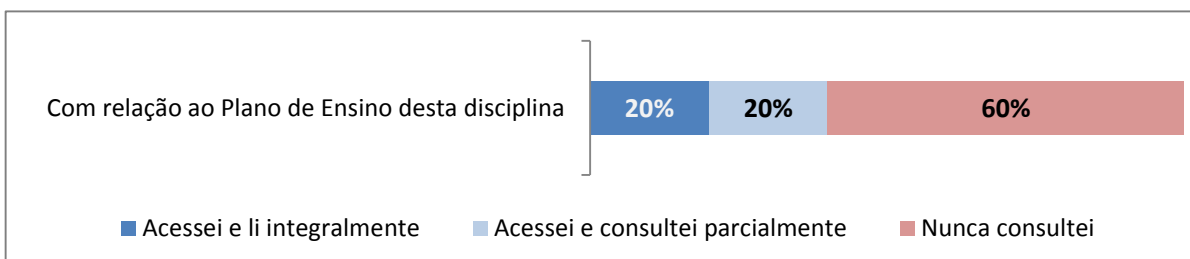 Com relação ao Plano de Ensino desta disciplina 20% 20% 60%
Acessei e li integralmente Acessei e consultei parcialmente Nunca consultei